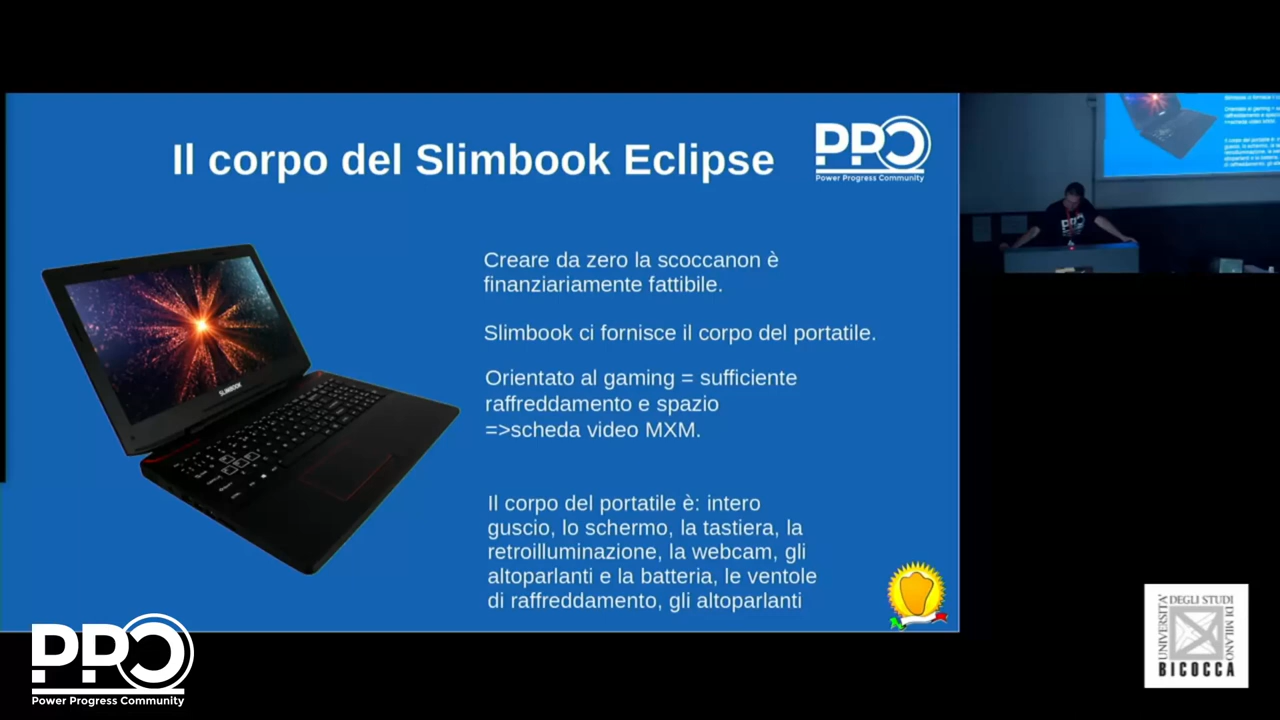 Il corpo del Slimbook Eclipse
PPC
Power Progress Community
Creare da zero la scoccanon è
finanziariamente fattibile.
Slimbook ci fornisce il corpo del portatile.
Orientato al gaming = sufficiente
raffreddamento e spazio
=>scheda video MXM.
SLIMBOOK
Il corpo del portatile è: intero
guscio, lo schermo, la tastiera, la
retroilluminazione, la webcam, gli
altoparlanti e la batteria, le ventole
di raffreddamento, gli altoparlanti
PPC
Power Progress Community
UNIVERSITA'
DEGLI STUDI
DI MILANO
BICOCCA